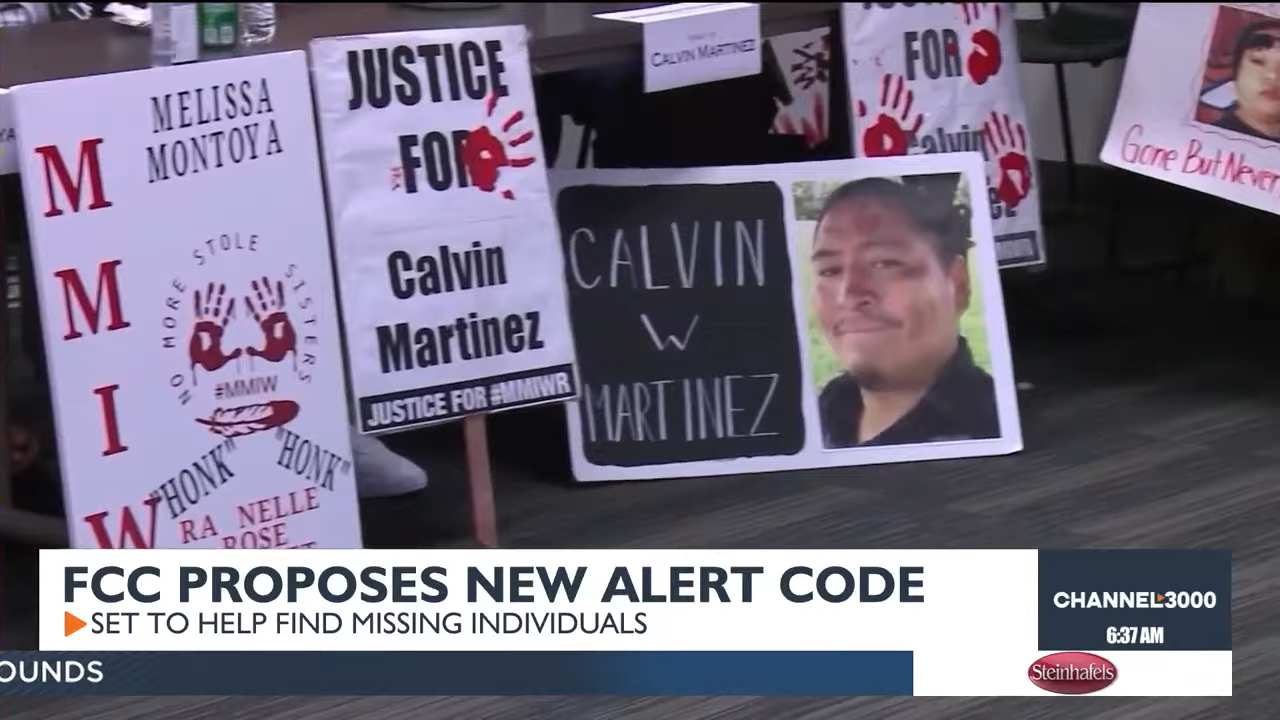 MELISSA
MONTOYA
M
M
I
W
NO MORE STOLE SISTERS
#MMIW
"HONK" "HONK"
RA NELLE
ROSE
JUSTICE
FOR
Calvin
Martinez
JUSTICE FOR #MMIWR
CALVIN MARTINEZ
CALVIN
W
MARTINEZ
FOR
Calvin
Gone But Never
FCC PROPOSES NEW ALERT CODE
SET TO HELP FIND MISSING INDIVIDUALS
CHANNEL3000
6:37 AM
OUNDS
Steinhafels